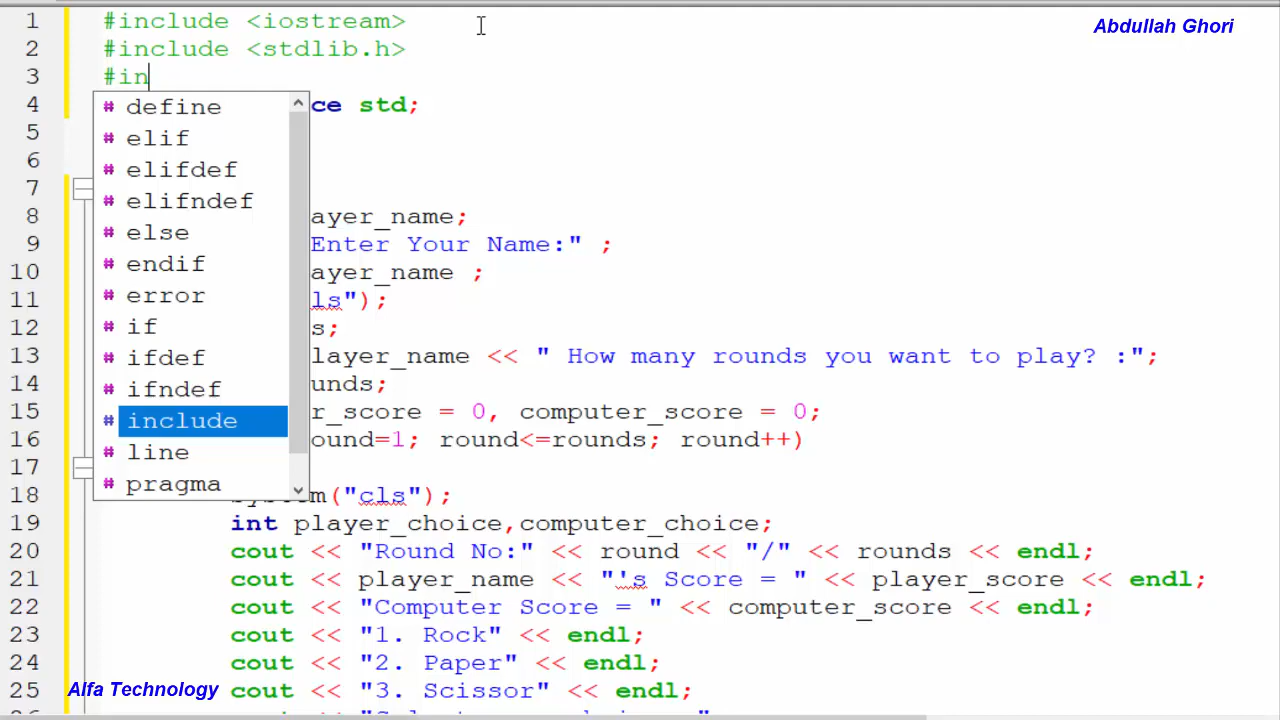 1 #include <iostream>
Abdullah Ghori
2 #include <stdlib.h>
3 #in
4 ce std;
5
6
7
8 ayer_name;
9 Enter Your Name:" ;
10 ayer_name ;
11 ls");
12 s;
13 layer_name << " How many rounds you want to play? :";
14 unds;
15 r_score = 0, computer_score = 0;
16 ound=1; round<=rounds; round++)
17
# define
# elif
# elifdef
# elifndef
# else
# endif
# error
# if
# ifdef
# ifndef
# include
# line
# pragma
18 system("cls");
19 int player_choice,computer_choice;
20 cout << "Round No:" << round << "/" << rounds << endl;
21 cout << player_name << "'s Score = " << player_score << endl;
22 cout << "Computer Score = " << computer_score << endl;
23 cout << "1. Rock" << endl;
24 cout << "2. Paper" << endl;
25 cout << "3. Scissor" << endl;
Alfa Technology